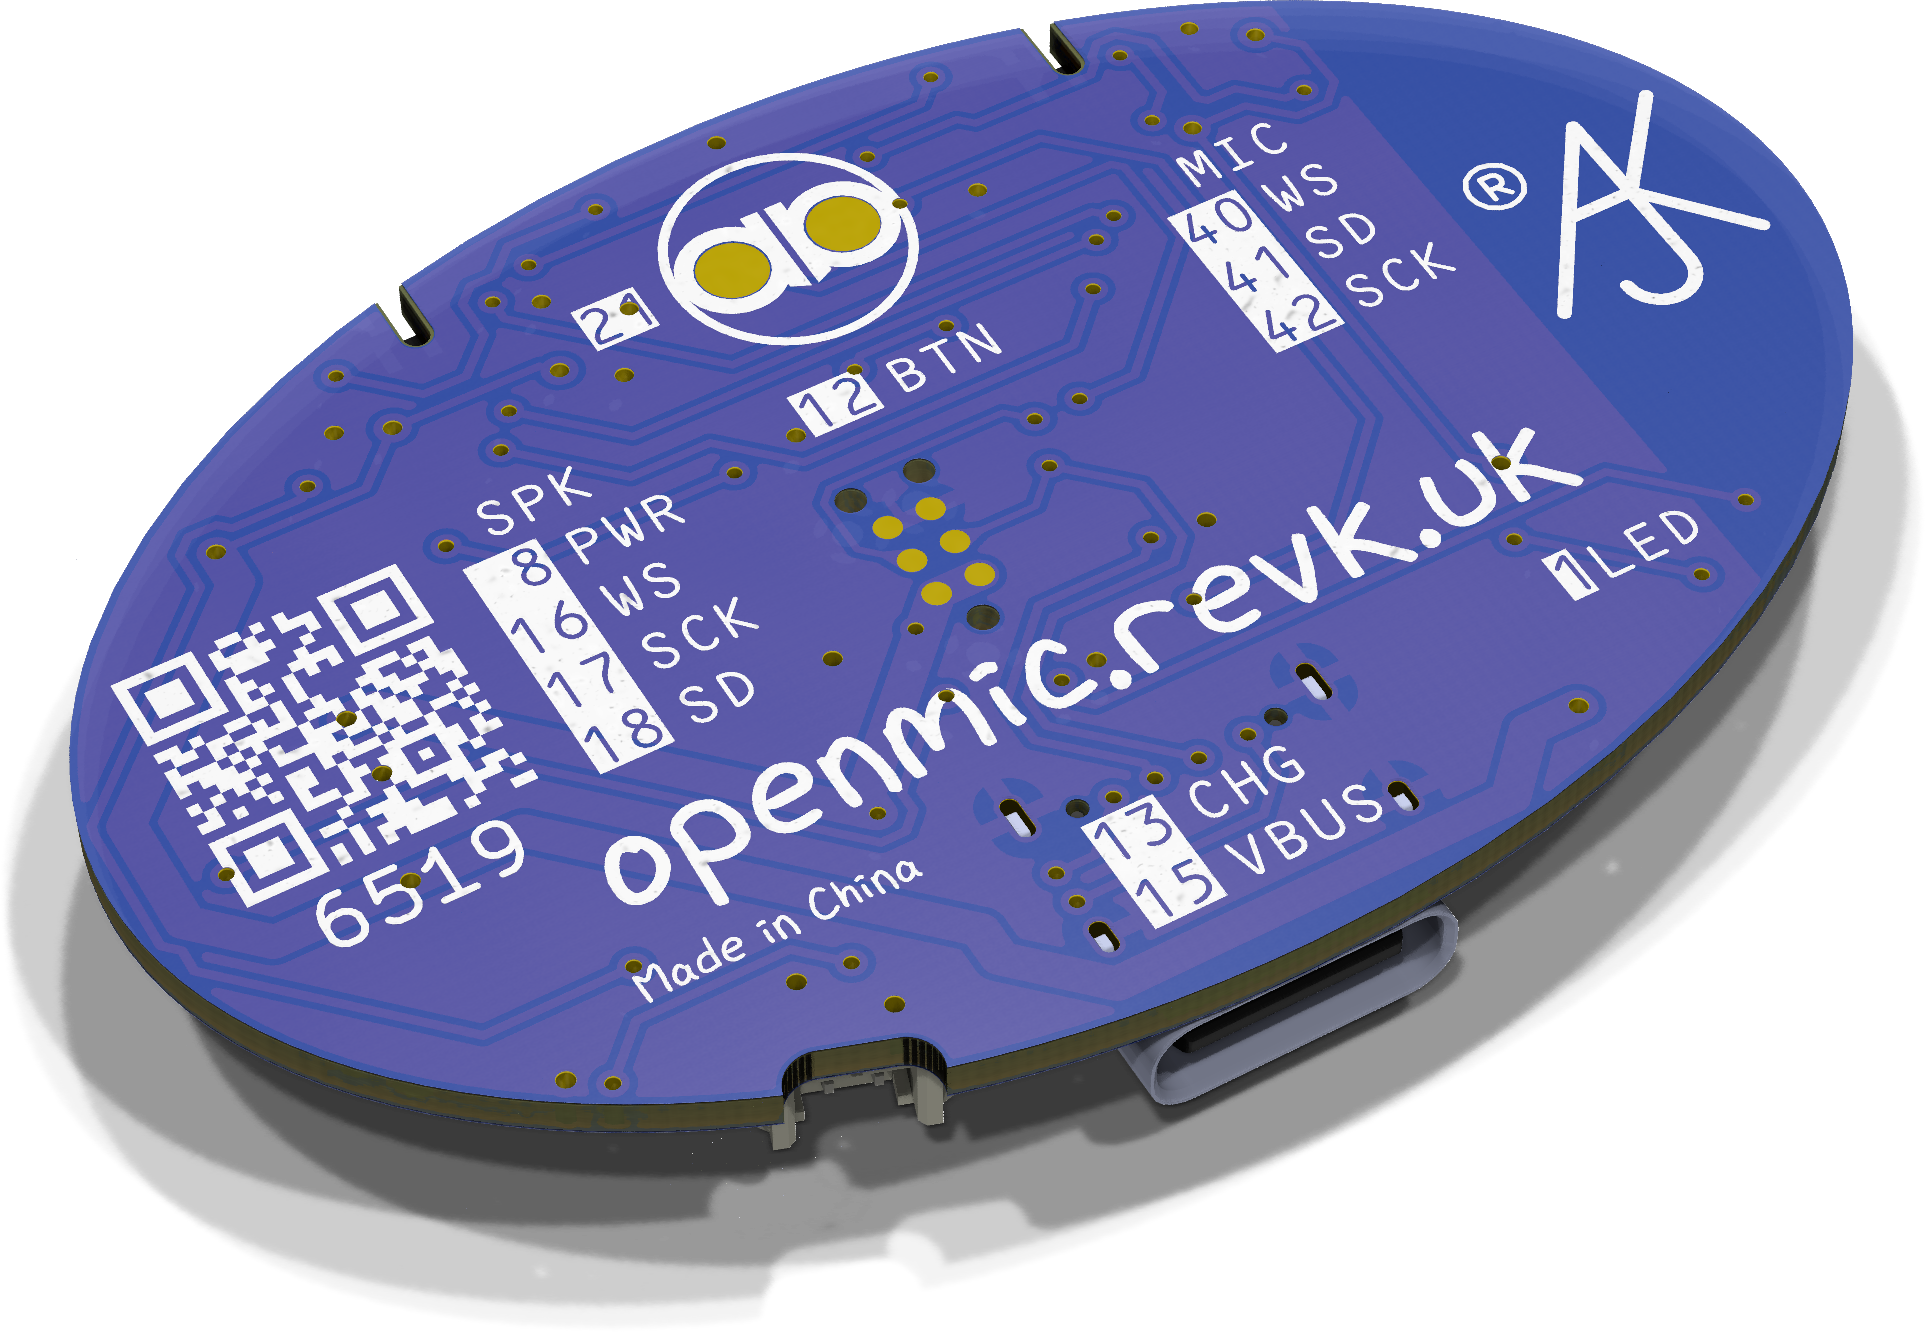 MIC
40 WS
41 SD
42 SCK
®
AJK
21
12 BTN
SPK
8 PWR
16 WS
17 SCK
18 SD
openmic.revk.uk
1 LED
13 CHG
15 VBUS
6519
Made in China